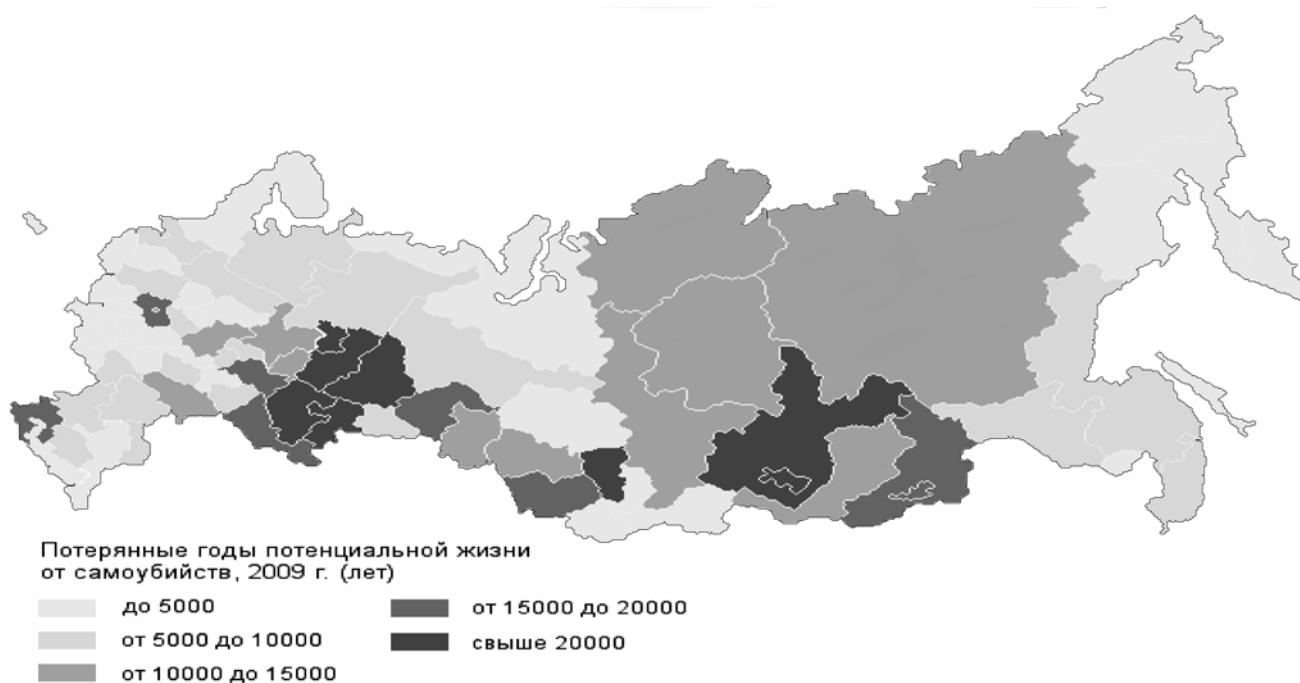 Потерянные годы потенциальной жизни
от самоубийств, 2009 г. (лет)
до 5000
от 5000 до 10000
от 10000 до 15000
от 15000 до 20000
свыше 20000